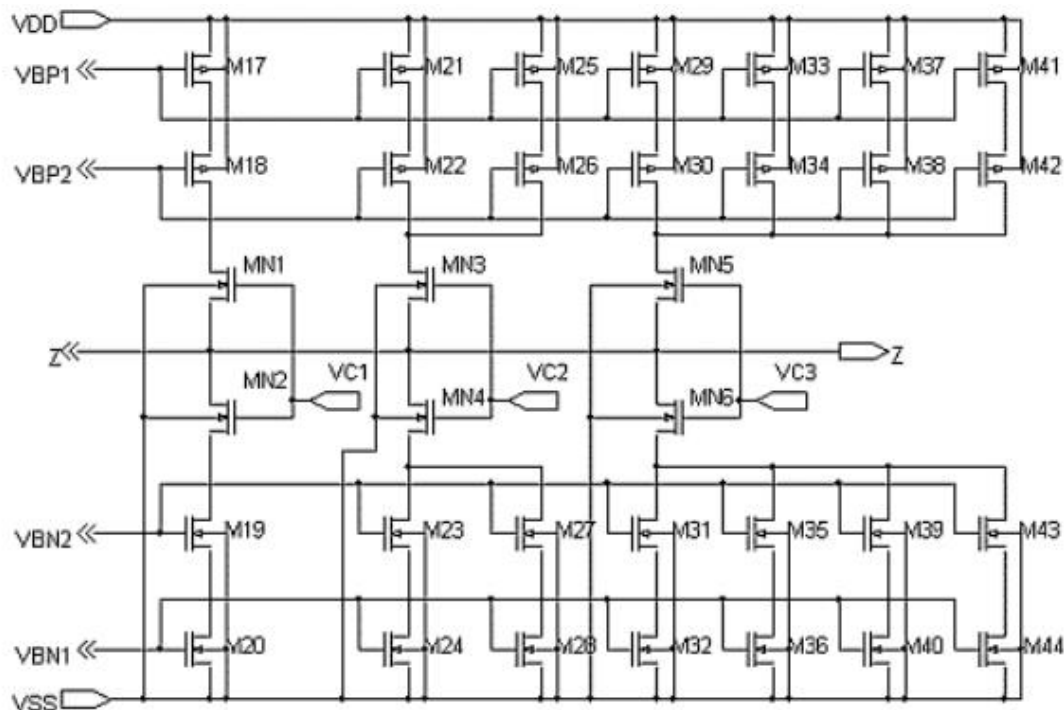 VDD
VBP1 M17 M21 M25 M29 M33 M37 M41
VBP2 M18 M22 M26 M30 M34 M38 M42
MN1 MN3 MN5
Z Z
MN2 VC1 MN4 VC2 MN6 VC3
VBN2 M19 M23 M27 M31 M35 M39 M43
VBN1 M20 M24 M28 M32 M36 M40 M44
VSS